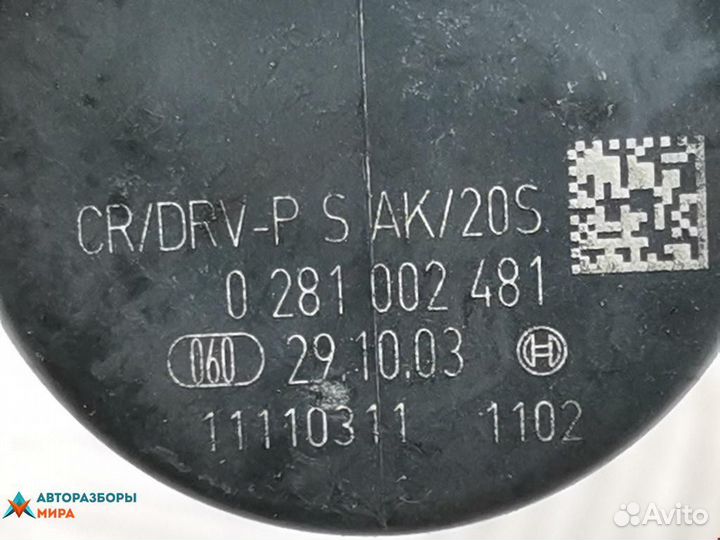 CR/DRV-P S AK/20S
0 281 002 481
060 29.10.03 H
11110311 1102
АВТОРАЗБОРЫ
МИРА
Avito